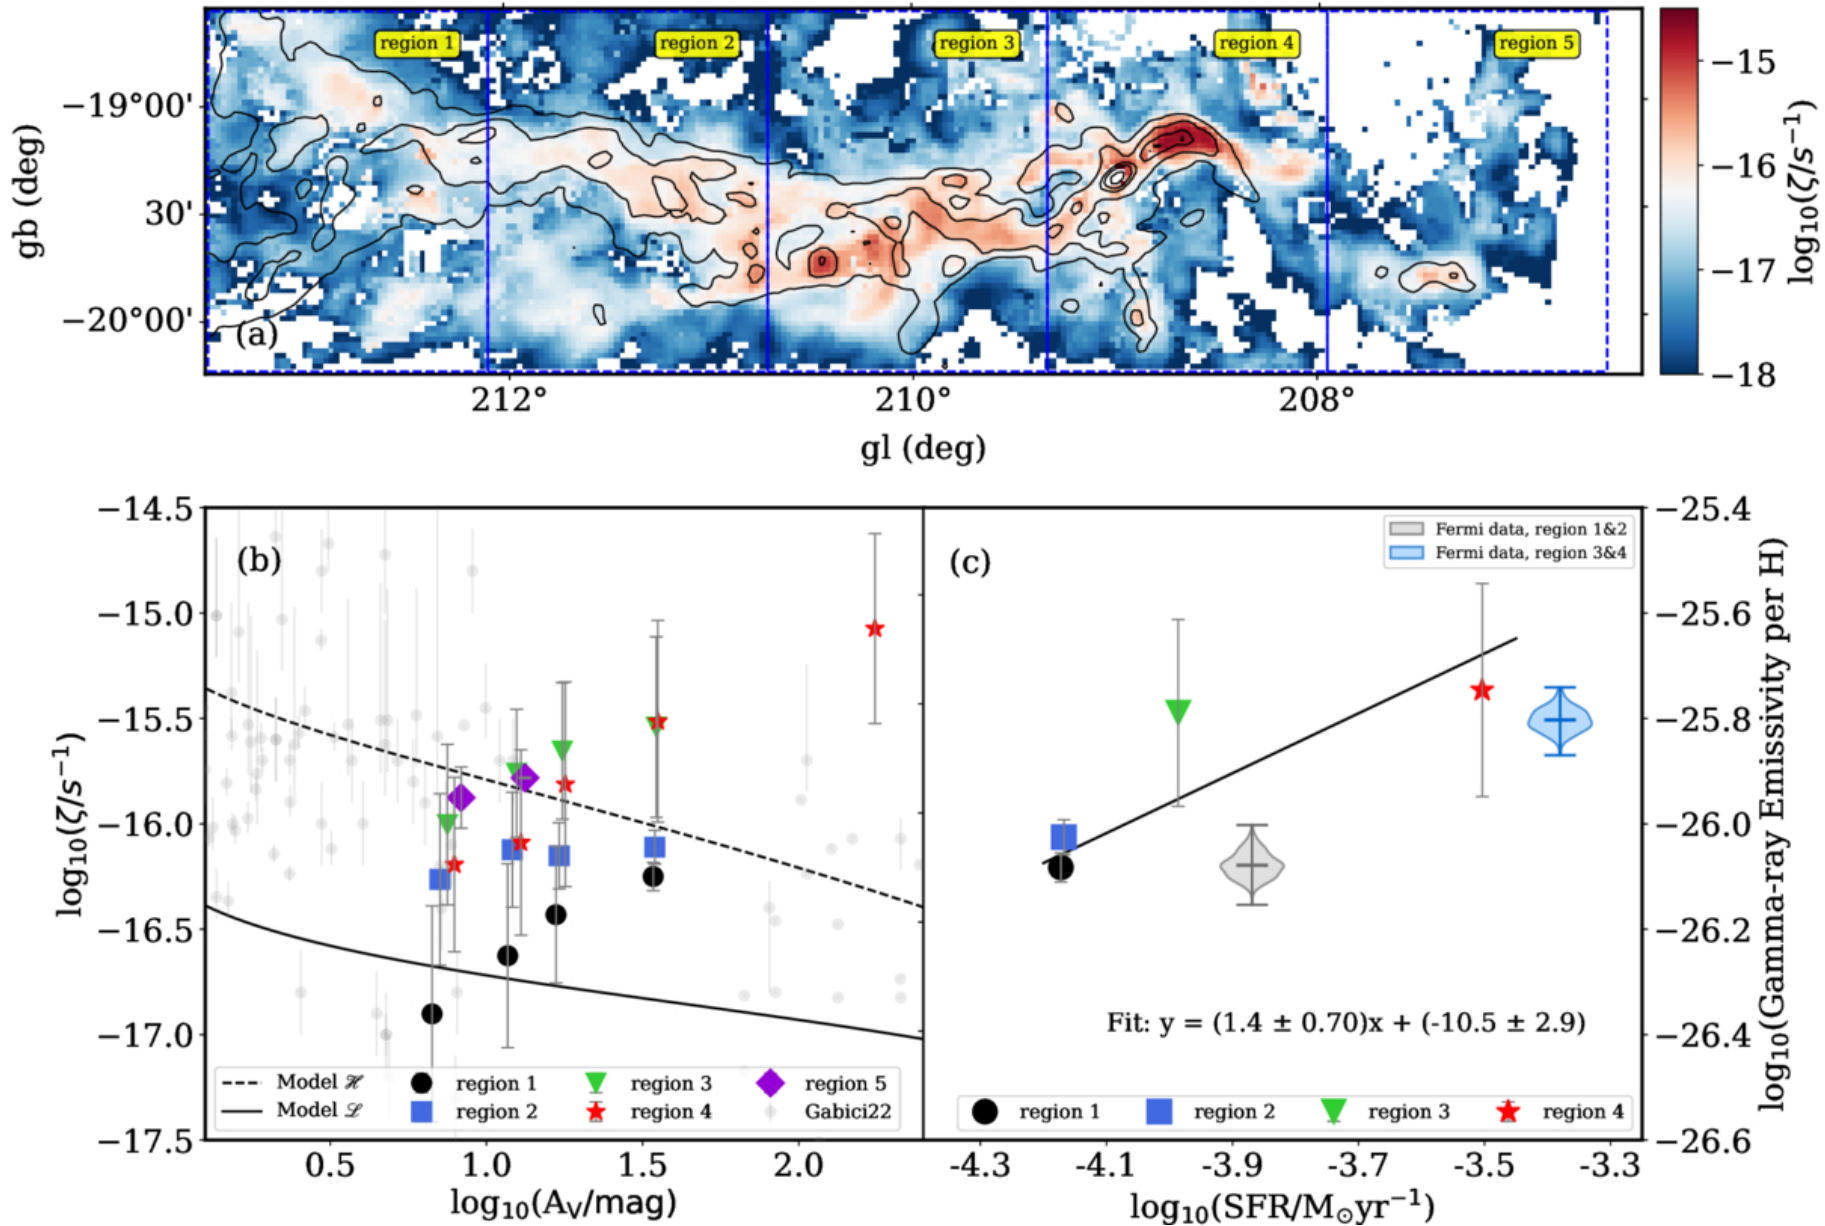 region 1
region 2
region 3
region 4
region 5
gb (deg)
−19°00'
30'
−20°00'
(a)
212°
210°
208°
gl (deg)
−15
−16
−17
−18
log₁₀(ζ/s⁻¹)
−14.5
−15.0
−15.5
−16.0
−16.5
−17.0
−17.5
log₁₀(ζ/s⁻¹)
(b)
Model ℋ
Model ℒ
region 1
region 2
region 3
region 4
region 5
Gabici22
0.5
1.0
1.5
2.0
log₁₀(A_V/mag)
(c)
Fermi data, region 1&2
Fermi data, region 3&4
Fit: y = (1.4 ± 0.70)x + (-10.5 ± 2.9)
region 1
region 2
region 3
region 4
-4.3
-4.1
-3.9
-3.7
-3.5
-3.3
log₁₀(SFR/M⊙yr⁻¹)
−25.4
−25.6
−25.8
−26.0
−26.2
−26.4
−26.6
log₁₀(Gamma-ray Emissivity per H)